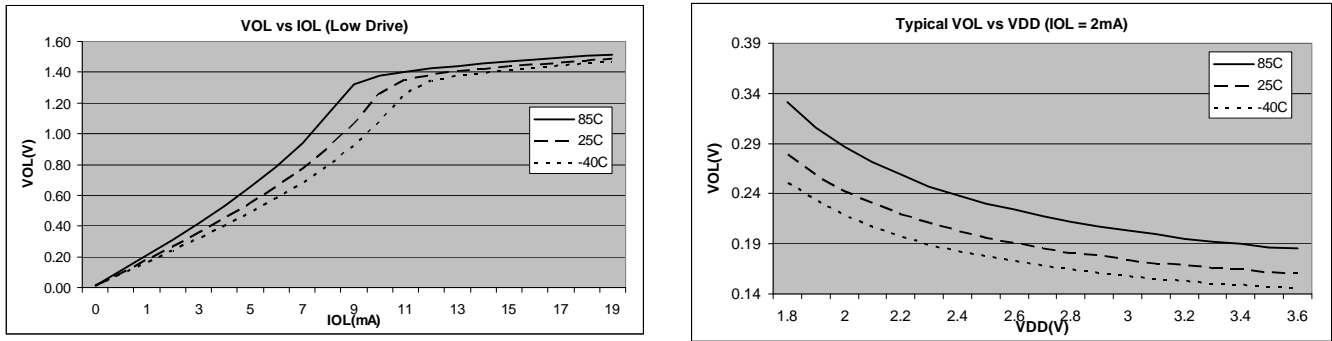 VOL vs IOL (Low Drive)
1.60
1.40
1.20
1.00
0.80
0.60
0.40
0.20
0.00
VOL(V)
0 1 3 5 7 9 11 13 15 17 19
IOL(mA)
85C
25C
-40C
Typical VOL vs VDD (IOL = 2mA)
0.39
0.34
0.29
0.24
0.19
0.14
VOL(V)
1.8 2 2.2 2.4 2.6 2.8 3 3.2 3.4 3.6
VDD(V)
85C
25C
-40C